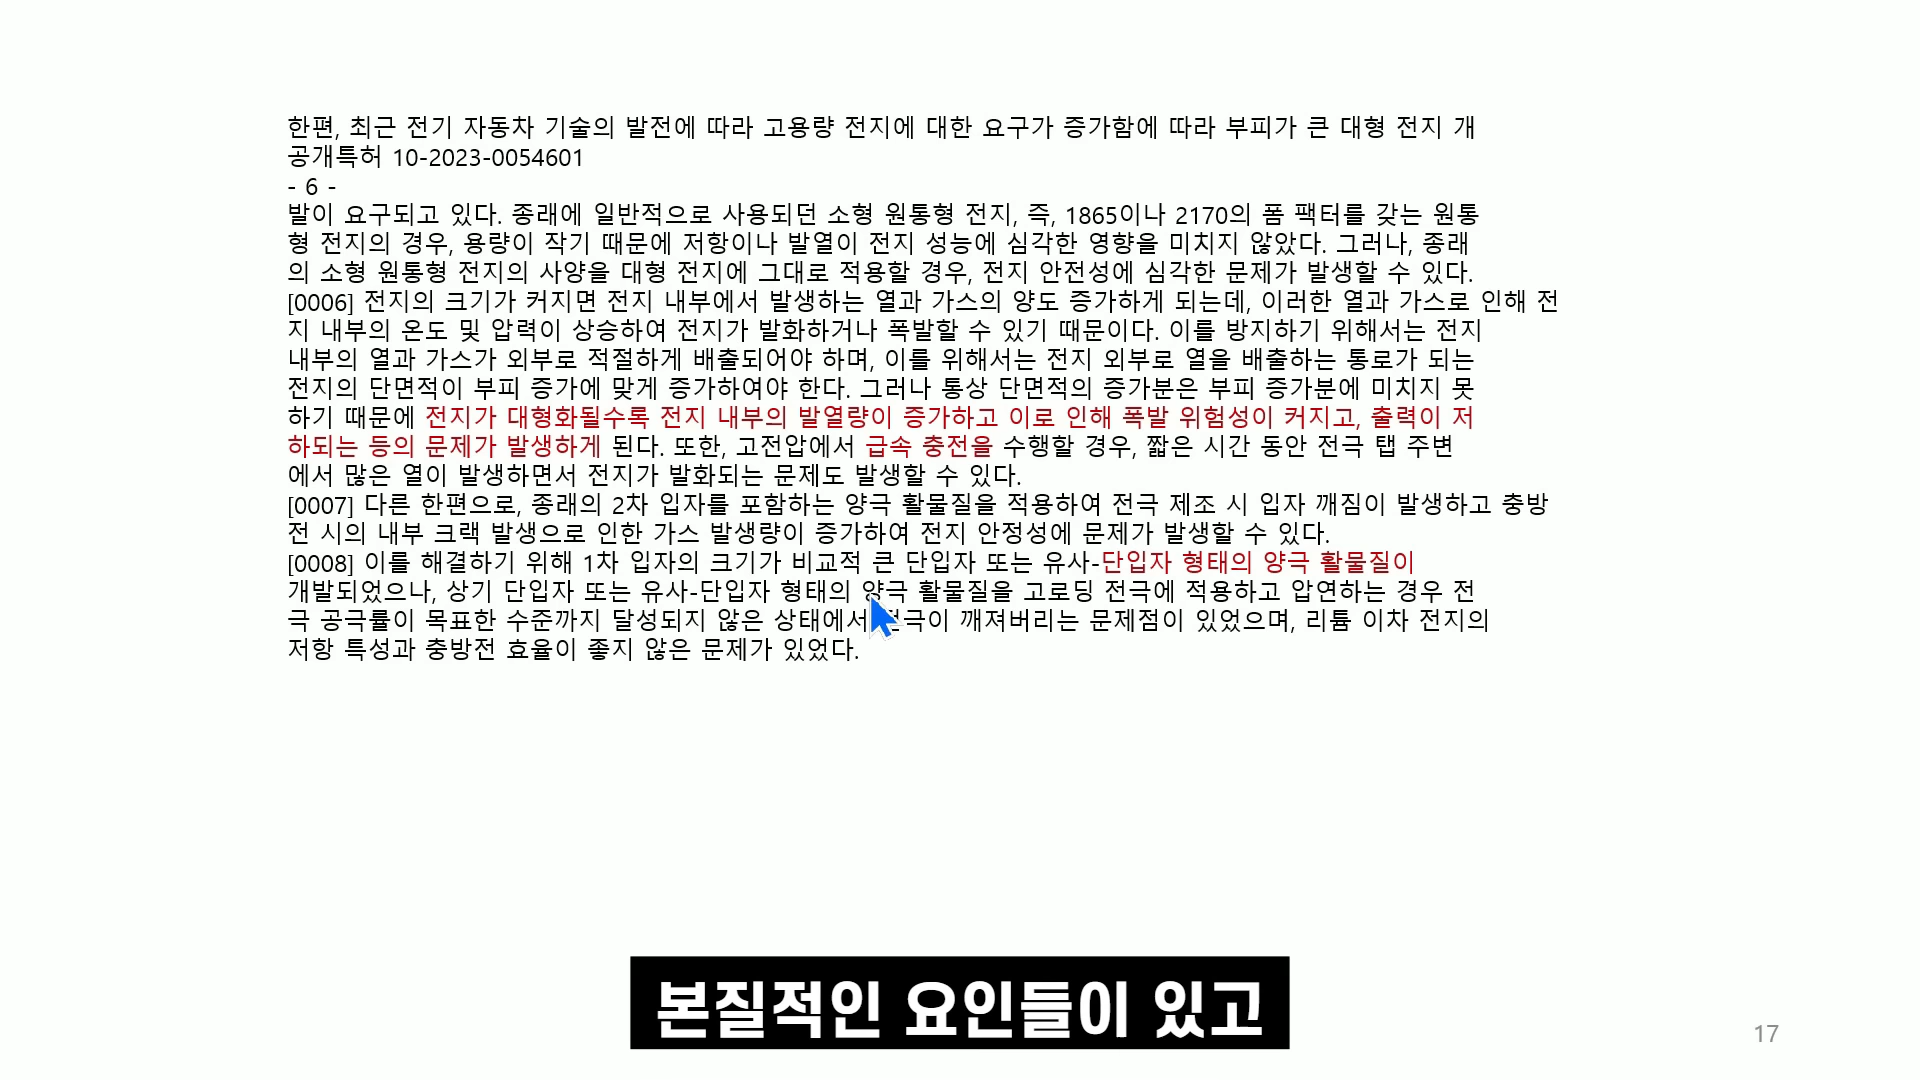 한편, 최근 전기 자동차 기술의 발전에 따라 고용량 전지에 대한 요구가 증가함에 따라 부피가 큰 대형 전지 개
공개특허 10-2023-0054601
- 6 -
발이 요구되고 있다. 종래에 일반적으로 사용되던 소형 원통형 전지, 즉, 1865이나 2170의 폼 팩터를 갖는 원통
형 전지의 경우, 용량이 작기 때문에 저항이나 발열이 전지 성능에 심각한 영향을 미치지 않았다. 그러나, 종래
의 소형 원통형 전지의 사양을 대형 전지에 그대로 적용할 경우, 전지 안전성에 심각한 문제가 발생할 수 있다.
[0006] 전지의 크기가 커지면 전지 내부에서 발생하는 열과 가스의 양도 증가하게 되는데, 이러한 열과 가스로 인해 전
지 내부의 온도 및 압력이 상승하여 전지가 발화하거나 폭발할 수 있기 때문이다. 이를 방지하기 위해서는 전지
내부의 열과 가스가 외부로 적절하게 배출되어야 하며, 이를 위해서는 전지 외부로 열을 배출하는 통로가 되는
전지의 단면적이 부피 증가에 맞게 증가하여야 한다. 그러나 통상 단면적의 증가분은 부피 증가분에 미치지 못
하기 때문에 전지가 대형화될수록 전지 내부의 발열량이 증가하고 이로 인해 폭발 위험성이 커지고, 출력이 저
하되는 등의 문제가 발생하게 된다. 또한, 고전압에서 급속 충전을 수행할 경우, 짧은 시간 동안 전극 탭 주변
에서 많은 열이 발생하면서 전지가 발화되는 문제도 발생할 수 있다.
[0007] 다른 한편으로, 종래의 2차 입자를 포함하는 양극 활물질을 적용하여 전극 제조 시 입자 깨짐이 발생하고 충방
전 시의 내부 크랙 발생으로 인한 가스 발생량이 증가하여 전지 안정성에 문제가 발생할 수 있다.
[0008] 이를 해결하기 위해 1차 입자의 크기가 비교적 큰 단입자 또는 유사-단입자 형태의 양극 활물질이
개발되었으나, 상기 단입자 또는 유사-단입자 형태의 양극 활물질을 고로딩 전극에 적용하고 압연하는 경우 전
극 공극률이 목표한 수준까지 달성되지 않은 상태에서 전극이 깨져버리는 문제점이 있었으며, 리튬 이차 전지의
저항 특성과 충방전 효율이 좋지 않은 문제가 있었다.
본질적인 요인들이 있고
17